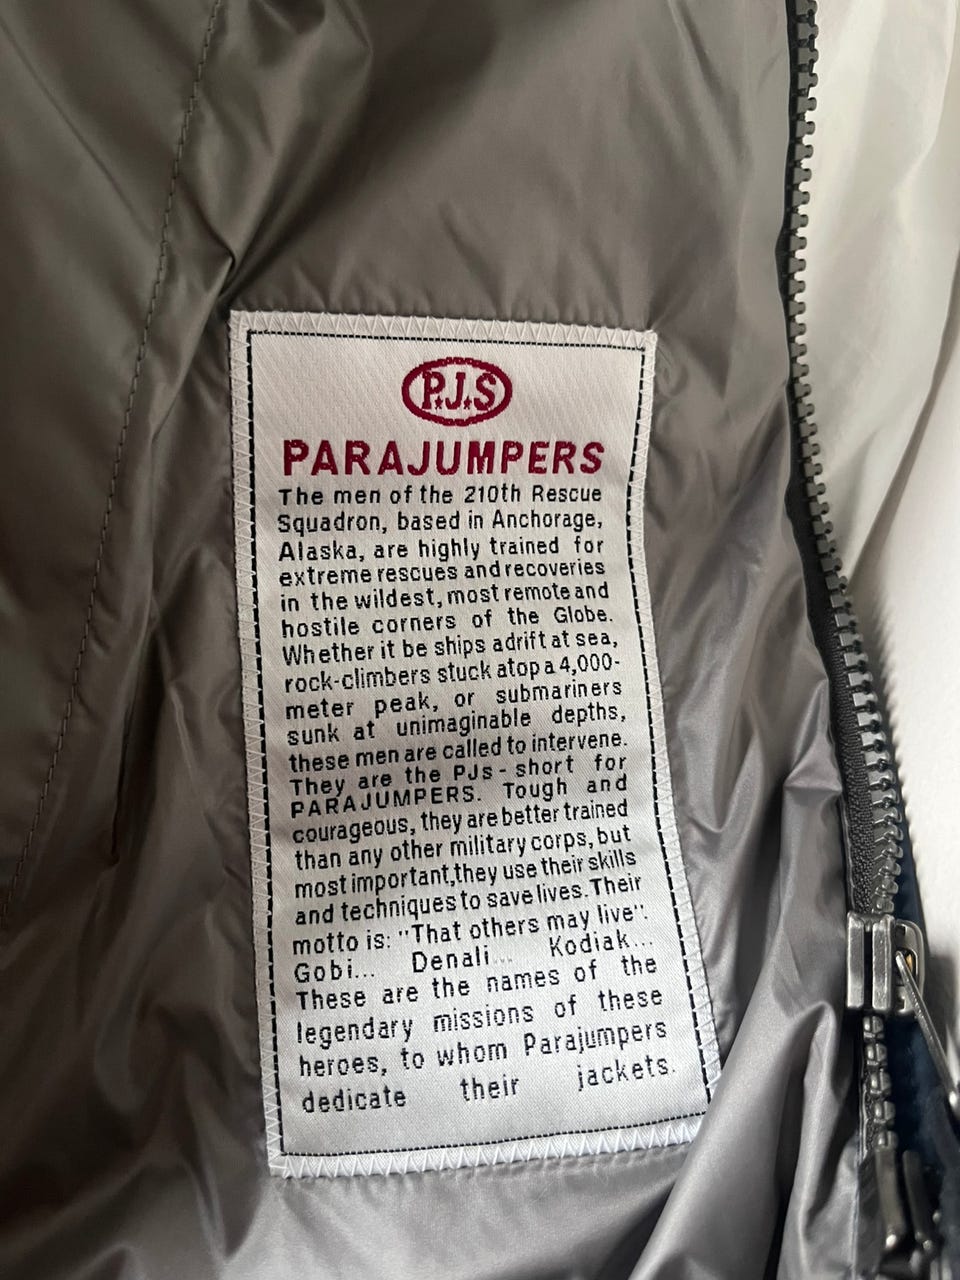 P.J.S
PARAJUMPERS
The men of the 210th Rescue
Squadron, based in Anchorage,
Alaska, are highly trained for
extreme rescues and recoveries
in the wildest, most remote and
hostile corners of the Globe.
Whether it be ships adrift at sea,
rock-climbers stuck atop a 4,000-
meter peak, or submariners
sunk at unimaginable depths,
these men are called to intervene.
They are the PJs - short for
PARAJUMPERS. Tough and
courageous, they are better trained
than any other military corps, but
most important,they use their skills
and techniques to save lives. Their
motto is: "That others may live".
Gobi... Denali... Kodiak...
These are the names of the
legendary missions of these
heroes, to whom Parajumpers
dedicate their jackets.